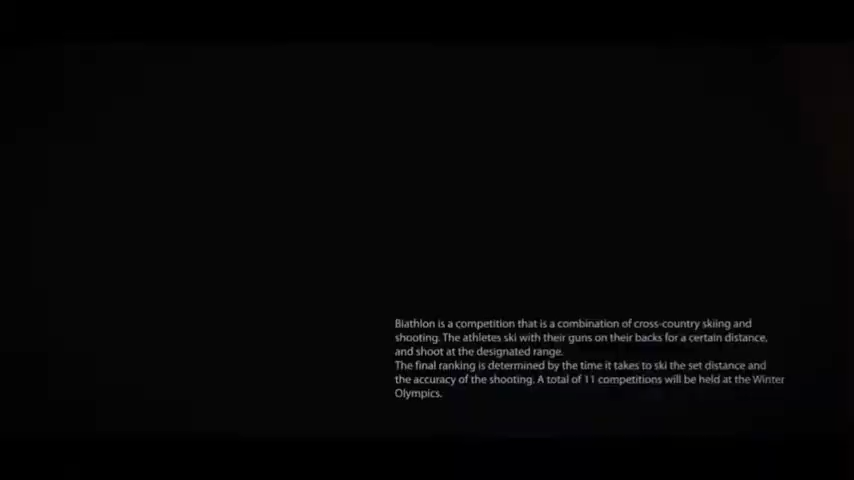 Biathlon is a competition that is a combination of cross-country skiing and
shooting. The athletes ski with their guns on their backs for a certain distance,
and shoot at the designated range.
The final ranking is determined by the time it takes to ski the set distance and
the accuracy of the shooting. A total of 11 competitions will be held at the Winter
Olympics.